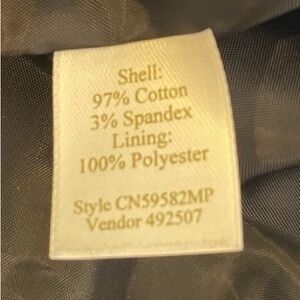 Shell:
97% Cotton
3% Spandex
Lining:
100% Polyester
Style CN59582MP
Vendor 492507